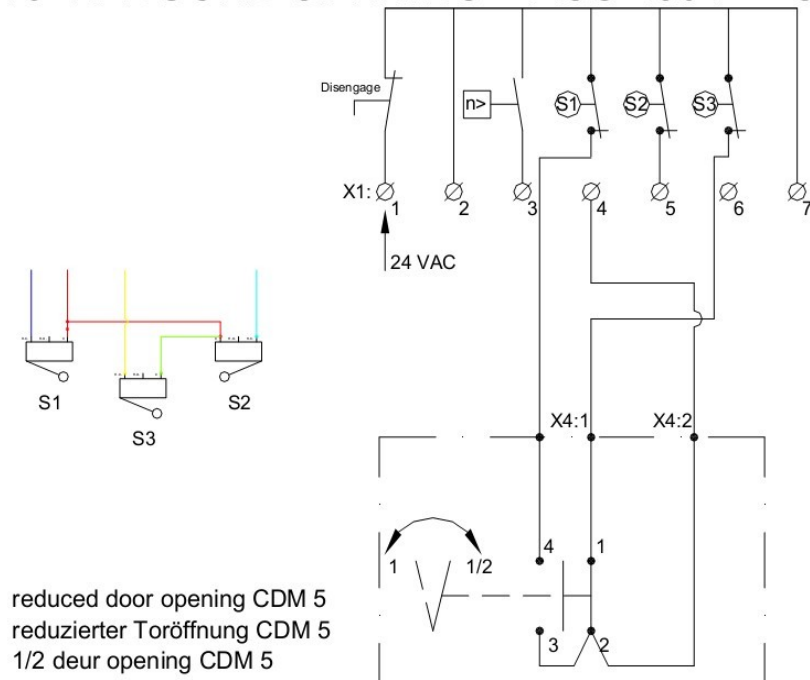 Disengage
n>
S1
S2
S3
X1:
1
2
3
4
5
6
7
24 VAC
S1
S3
S2
X4:1
X4:2
1
1/2
4
1
3
2
reduced door opening CDM 5
reduzierter Toröffnung CDM 5
1/2 deur opening CDM 5